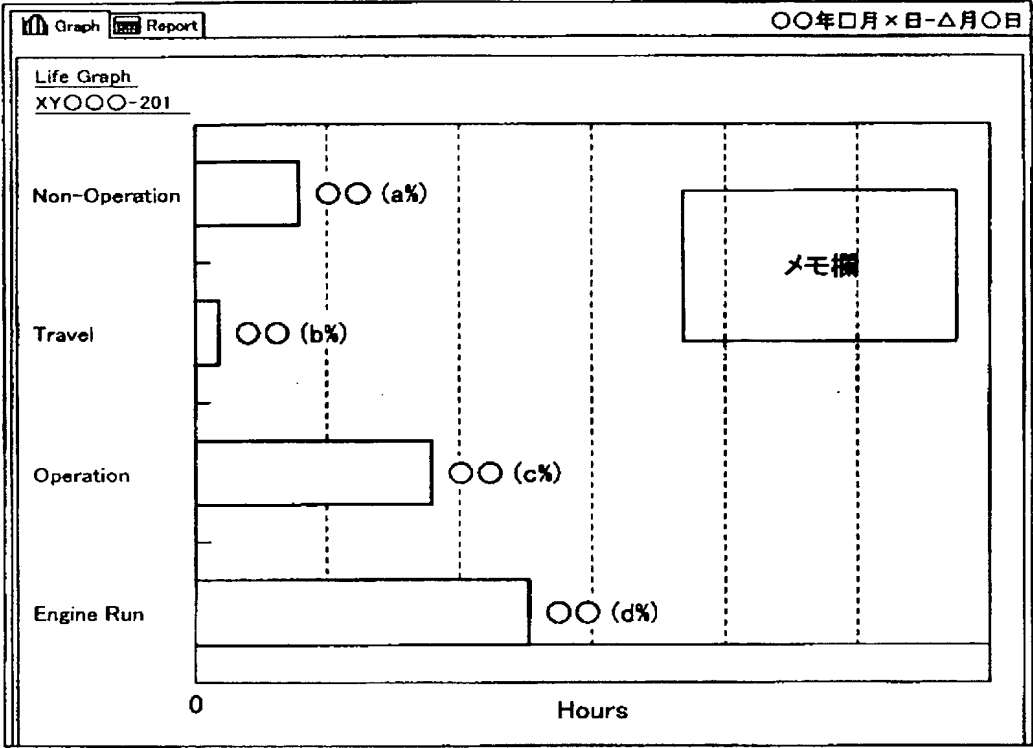 Graph Report ○○年□月×日-△月○日
Life Graph
XY○○○-201
Non-Operation ○○ (a%)
メモ欄
Travel ○○ (b%)
Operation ○○ (c%)
Engine Run ○○ (d%)
0 Hours